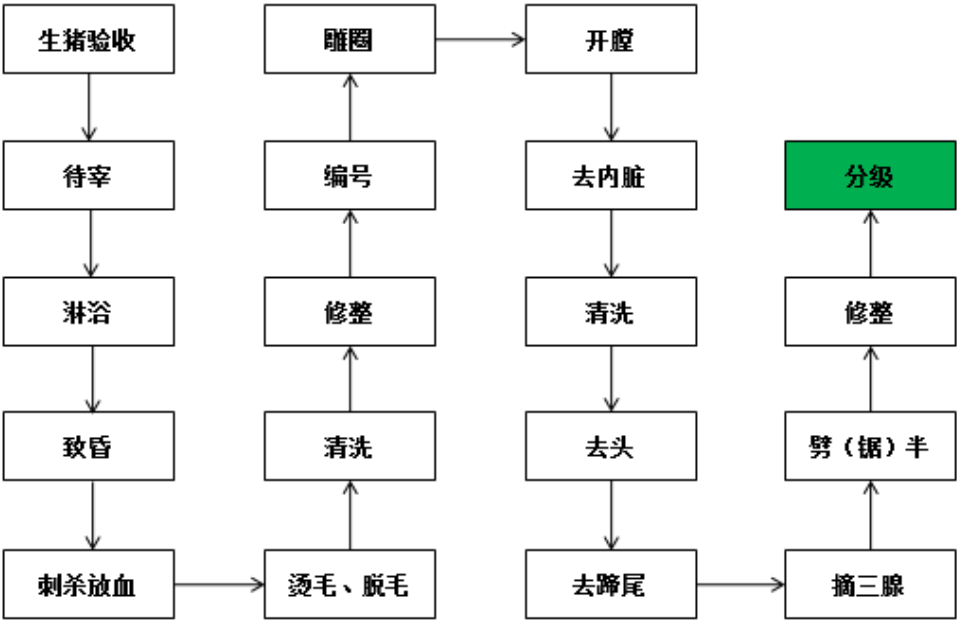 生猪验收
待宰
淋浴
致昏
刺杀放血
烫毛、脱毛
清洗
修整
编号
雕圈
开膛
去内脏
清洗
去头
去蹄尾
摘三腺
劈（锯）半
修整
分级